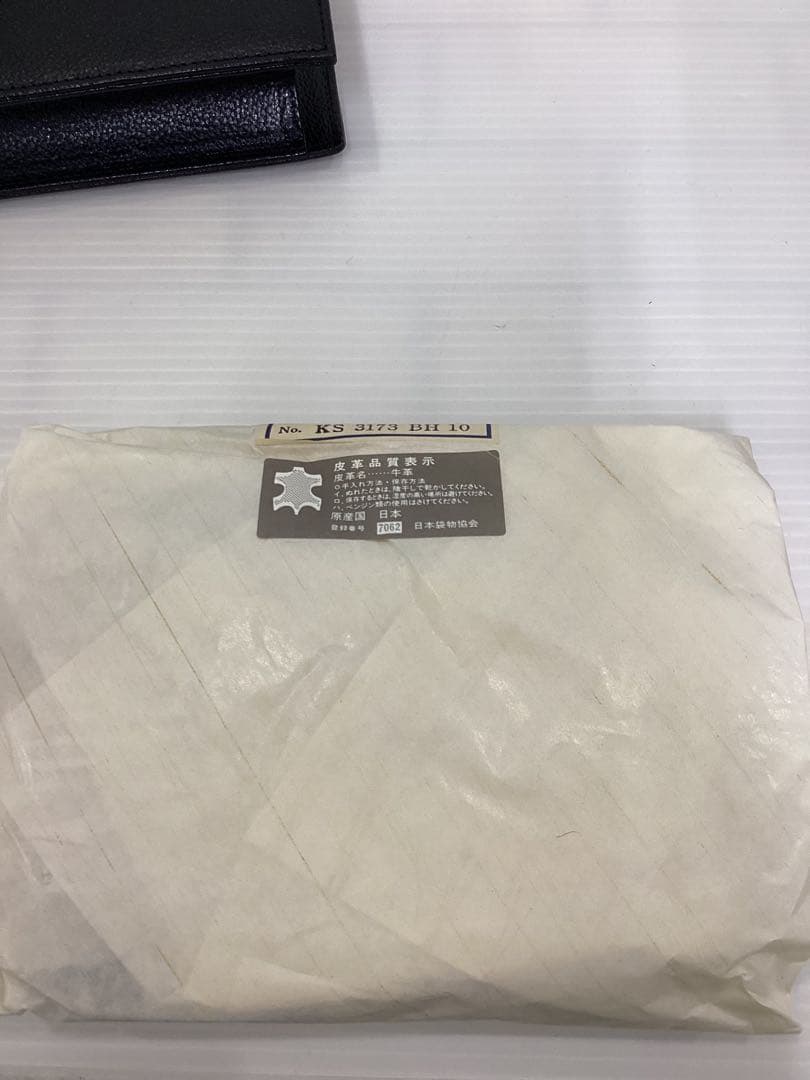 No. KS 3173 BH 10
皮革品質表示
皮革名……牛革
○手入れ方法・保存方法
イ、ぬれたときは、陰干しで乾かしてください。
ロ、保存するときは、湿度の高い場所は避けてください。
ハ、ベンジン類の使用はさけてください。
原産国 日本
登録番号 7062 日本袋物協会